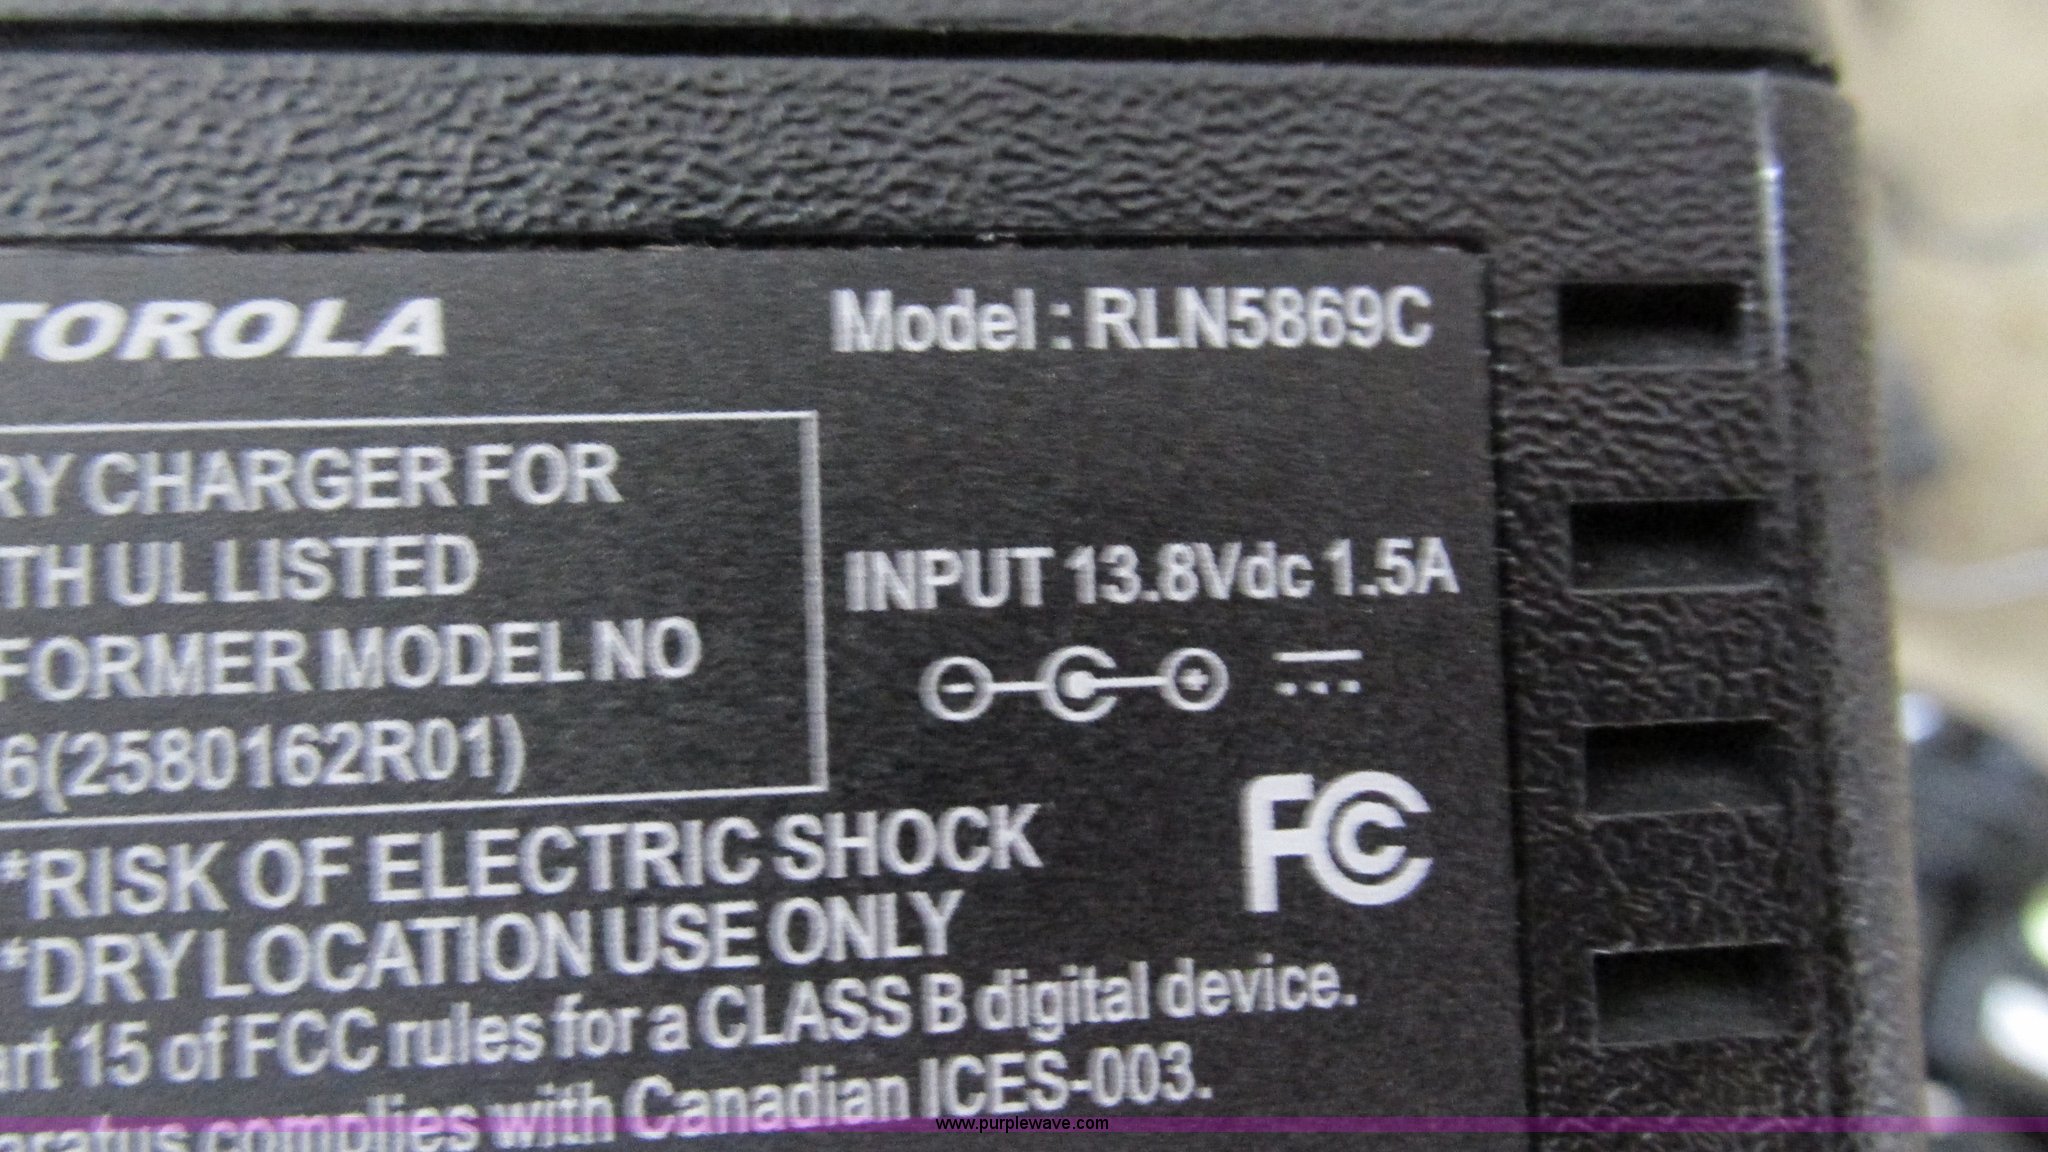 TOROLA
Model : RLN5869C
RY CHARGER FOR
TH UL LISTED
FORMER MODEL NO
6(2580162R01)
INPUT 13.8Vdc 1.5A
FC
*RISK OF ELECTRIC SHOCK
*DRY LOCATION USE ONLY
art 15 of FCC rules for a CLASS B digital device.
aratus complies with Canadian ICES-003.
www.purplewave.com